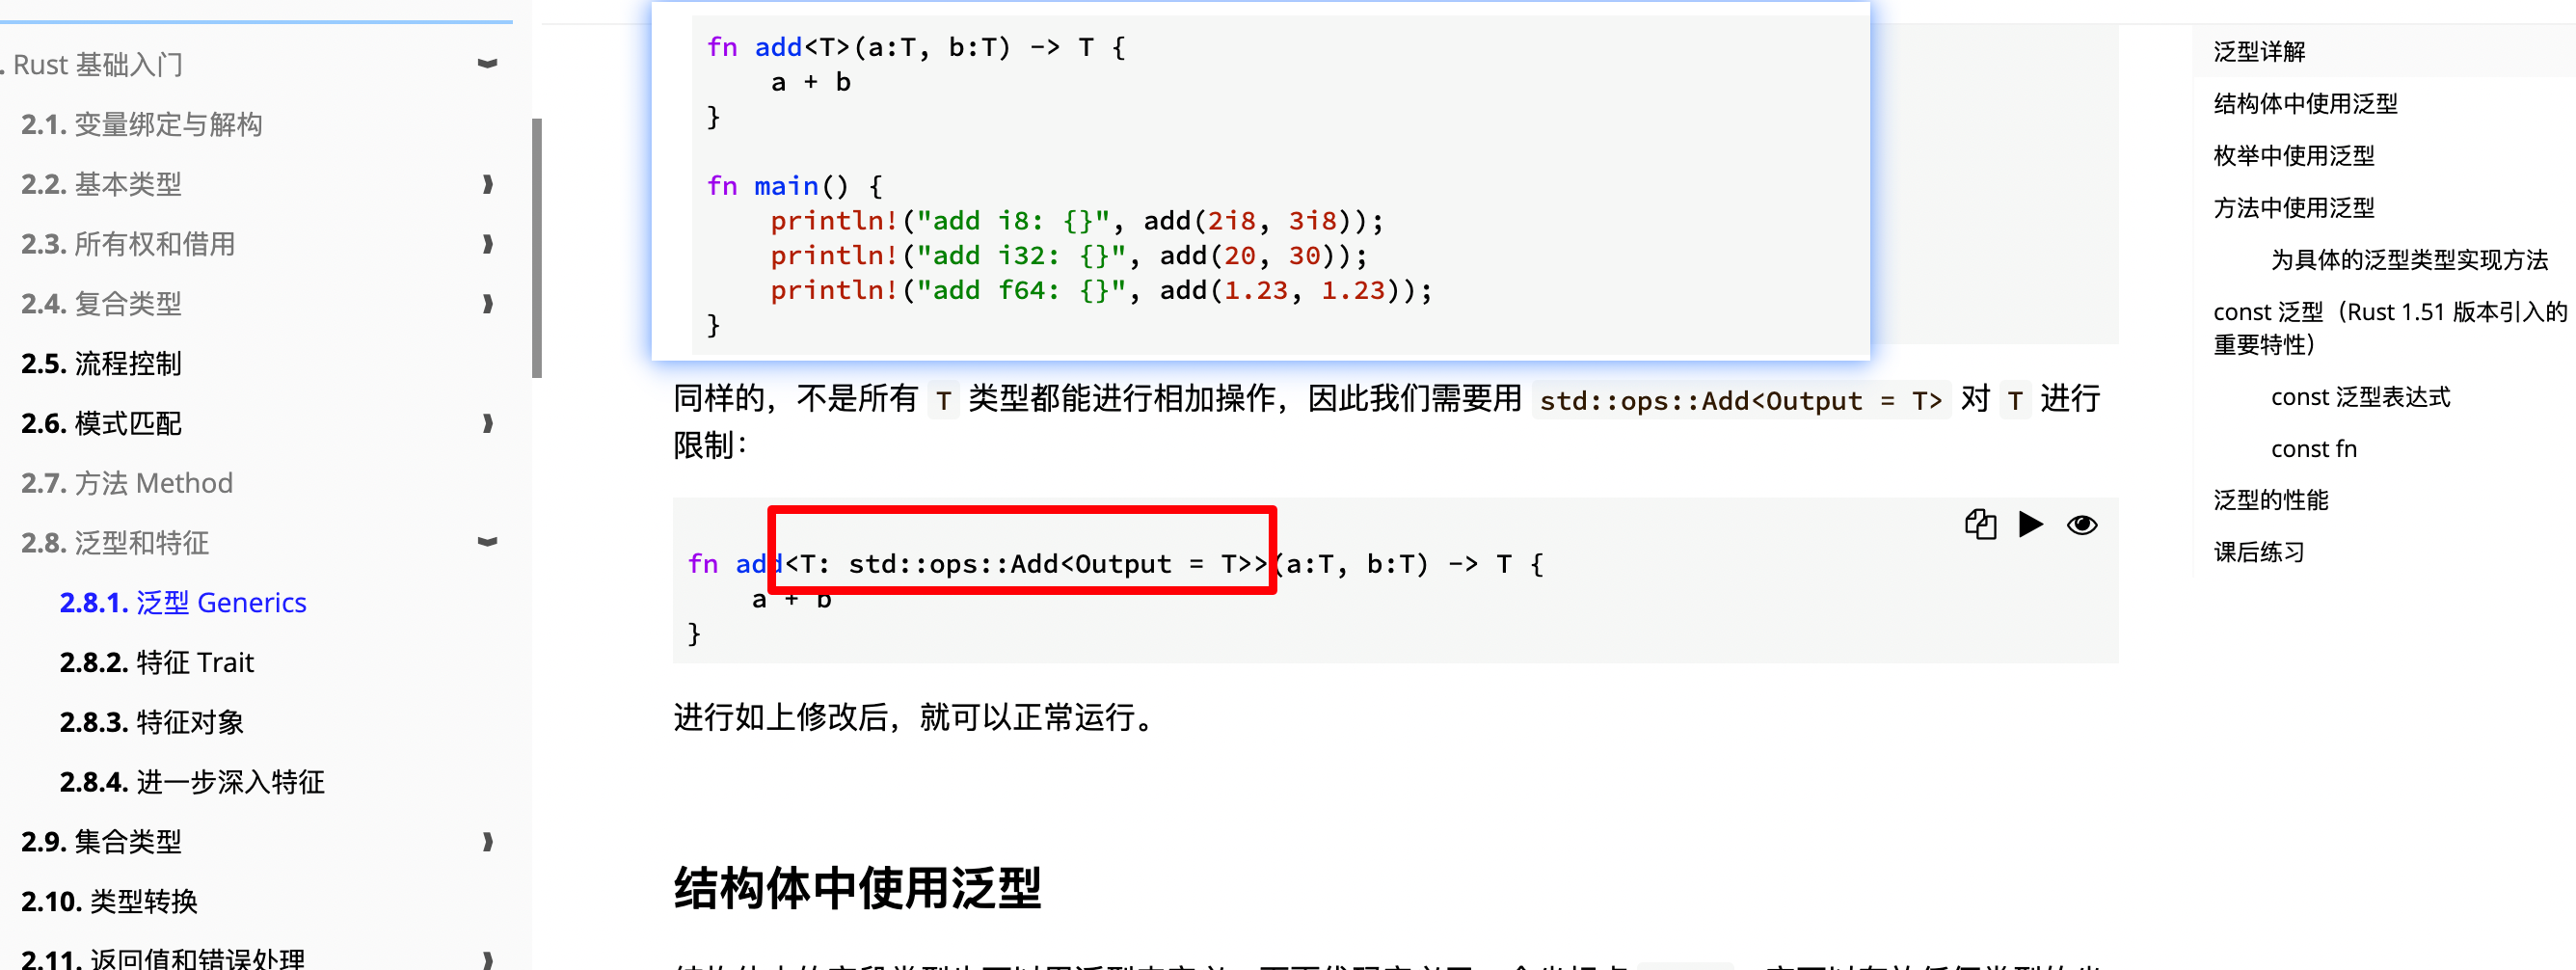 . Rust 基础入门
2.1. 变量绑定与解构
2.2. 基本类型
2.3. 所有权和借用
2.4. 复合类型
2.5. 流程控制
2.6. 模式匹配
2.7. 方法 Method
2.8. 泛型和特征
2.8.1. 泛型 Generics
2.8.2. 特征 Trait
2.8.3. 特征对象
2.8.4. 进一步深入特征
2.9. 集合类型
2.10. 类型转换
2.11. 返回值和错误处理
fn add<T>(a:T, b:T) -> T {
    a + b
}
fn main() {
    println!("add i8: {}", add(2i8, 3i8));
    println!("add i32: {}", add(20, 30));
    println!("add f64: {}", add(1.23, 1.23));
}
同样的，不是所有 T 类型都能进行相加操作，因此我们需要用 std::ops::Add<Output = T> 对 T 进行
限制：
fn add<T: std::ops::Add<Output = T>>(a:T, b:T) -> T {
    a + b
}
进行如上修改后，就可以正常运行。
结构体中使用泛型
泛型详解
结构体中使用泛型
枚举中使用泛型
方法中使用泛型
为具体的泛型类型实现方法
const 泛型（Rust 1.51 版本引入的
重要特性）
const 泛型表达式
const fn
泛型的性能
课后练习